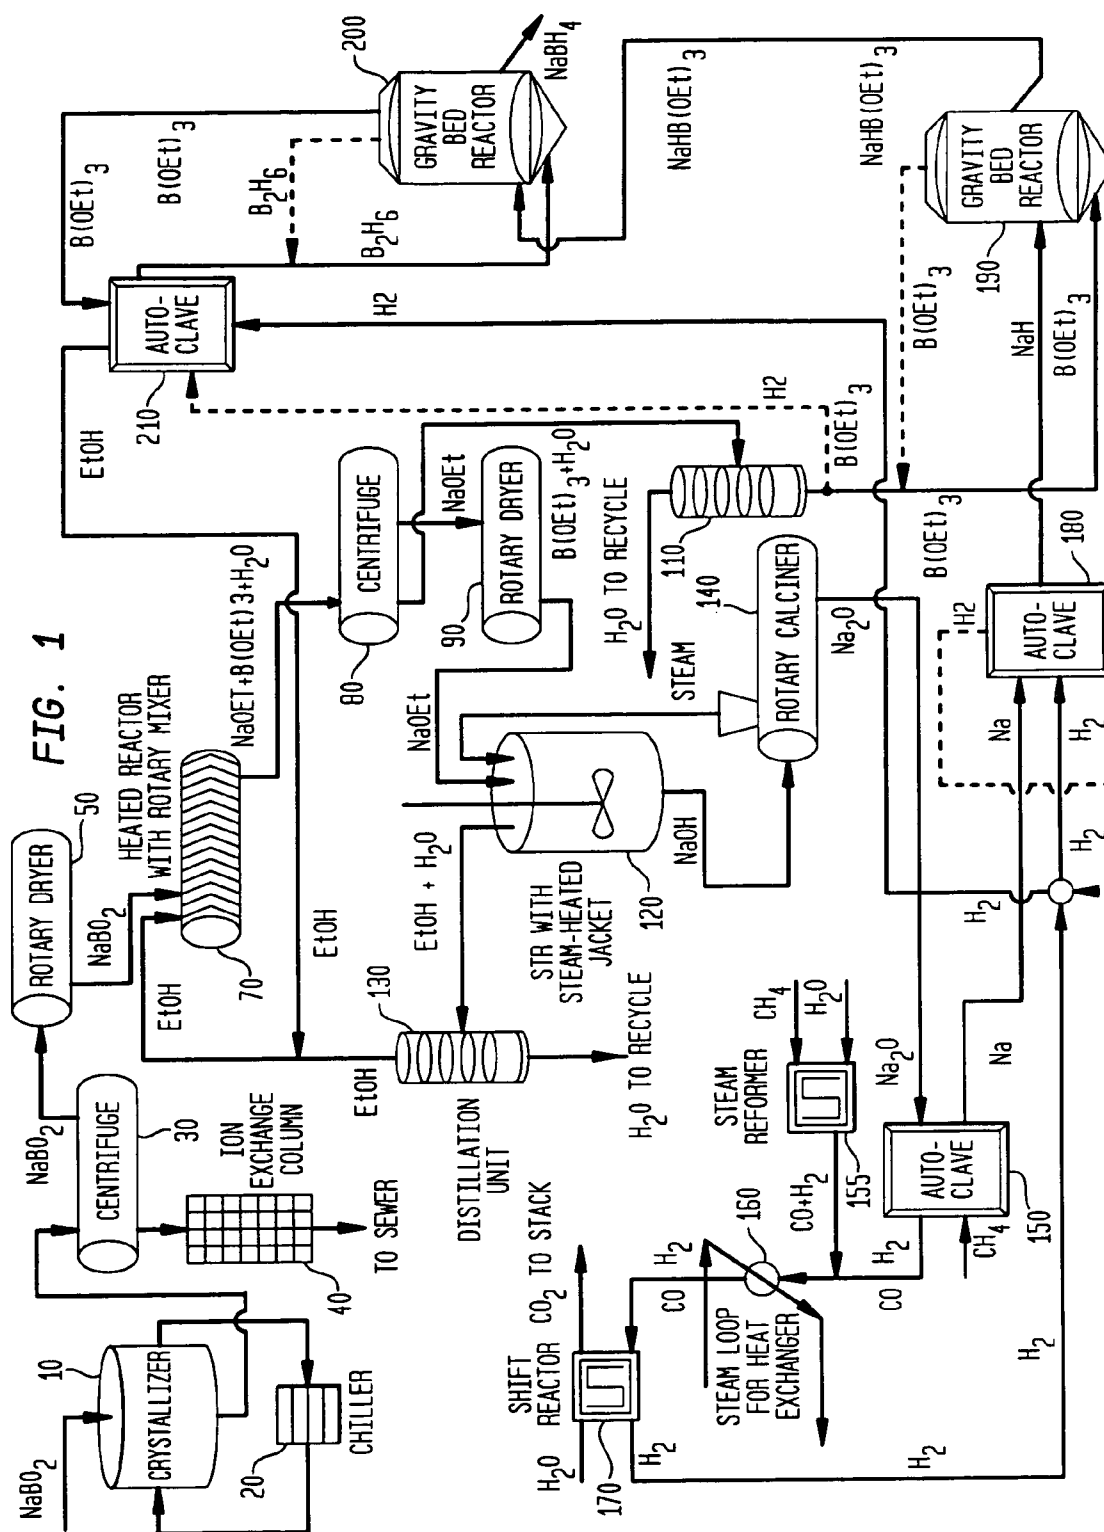 FIG. 1
NaBO2
10
CRYSTALLIZER
20
CHILLER
NaBO2
CENTRIFUGE
30
ION
EXCHANGE
COLUMN
40
TO SEWER
ROTARY DRYER
50
NaBO2
HEATED REACTOR
WITH ROTARY MIXER
70
EtOH
NaOET+B(OEt)3+H2O
EtOH
EtOH
EtOH
130
DISTILLATION
UNIT
H2O TO RECYCLE
EtOH + H2O
CENTRIFUGE
80
NaOEt
ROTARY DRYER
90
B(OEt)3+H2O
NaOEt
STR WITH
STEAM-HEATED
JACKET
120
NaOH
STEAM
ROTARY CALCINER
140
Na2O
H2O TO RECYCLE
110
B(OEt)3
H2
AUTO-
CLAVE
210
B(OEt)3
B(OEt)3
B2H6
B2H6
H2
GRAVITY
BED
REACTOR
200
NaBH4
NaHB(OEt)3
NaHB(OEt)3
GRAVITY
BED
REACTOR
190
B(OEt)3
B(OEt)3
B(OEt)3
NaH
AUTO-
CLAVE
180
H2
Na
H2
H2
H2
Na
Na2O
AUTO-
CLAVE
150
CH4
STEAM
REFORMER
155
CH4
H2O
CO+H2
H2
CO
160
H2
CO
STEAM LOOP
FOR HEAT
EXCHANGER
SHIFT
REACTOR
170
CO2 TO STACK
H2O
H2
H2
H2